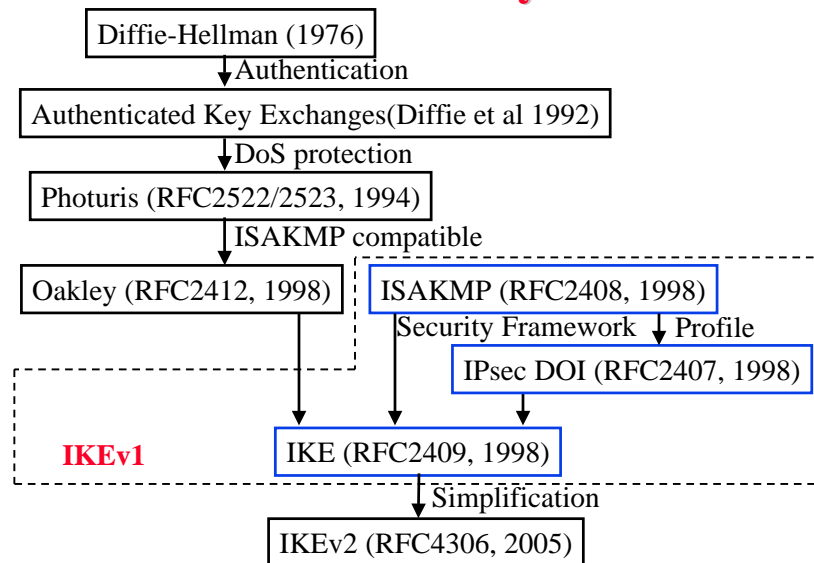 Diffie-Hellman (1976)
Authentication
Authenticated Key Exchanges(Diffie et al 1992)
DoS protection
Photuris (RFC2522/2523, 1994)
ISAKMP compatible
Oakley (RFC2412, 1998)
ISAKMP (RFC2408, 1998)
Security Framework
Profile
IPsec DOI (RFC2407, 1998)
IKEv1
IKE (RFC2409, 1998)
Simplification
IKEv2 (RFC4306, 2005)